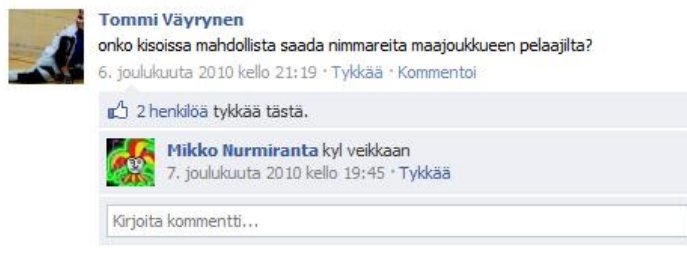 Tommi Väyrynen
onko kisoissa mahdollista saada nimmareita maajoukkueen pelaajilta?
6. joulukuuta 2010 kello 21:19 · Tykkää · Kommentoi
2 henkilöä tykkää tästä.
Mikko Nurmiranta kyl veikkaan
7. joulukuuta 2010 kello 19:45 · Tykkää
Kirjoita kommentti...